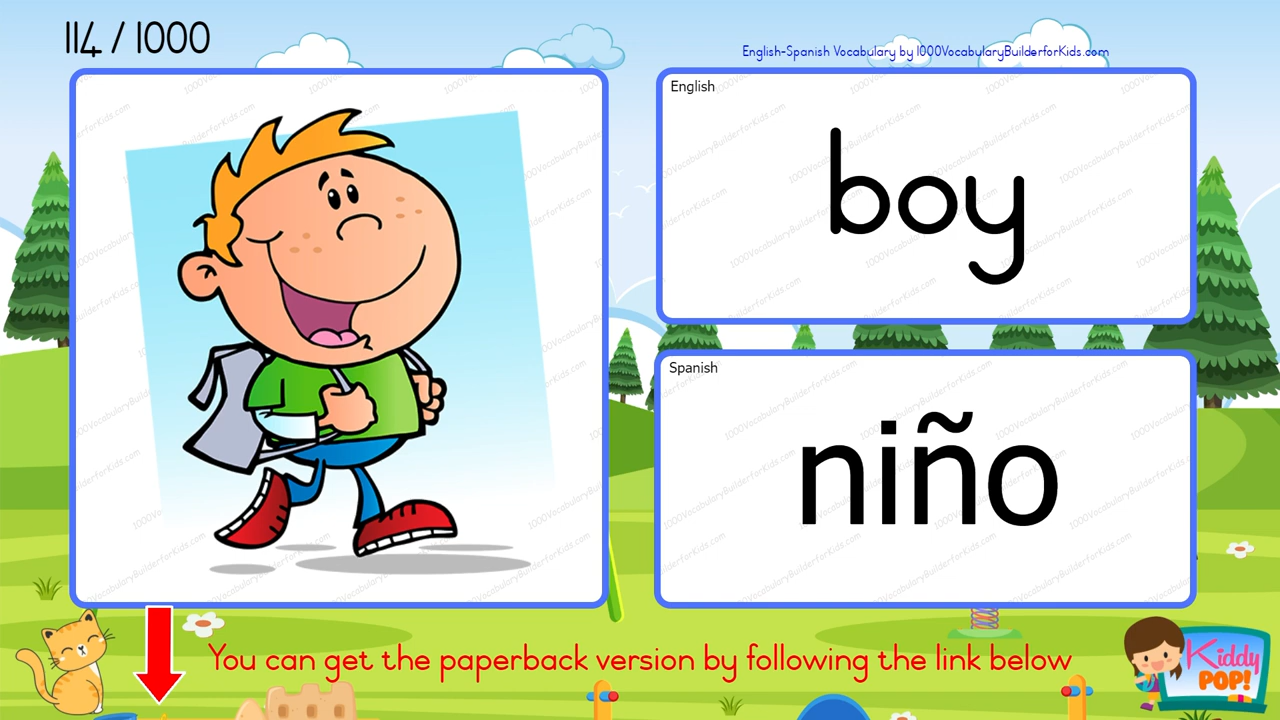 114 / 1000
English-Spanish Vocabulary by 1000VocabularyBuilderforKids.com
English
boy
Spanish
niño
You can get the paperback version by following the link below
Kiddy
POP!